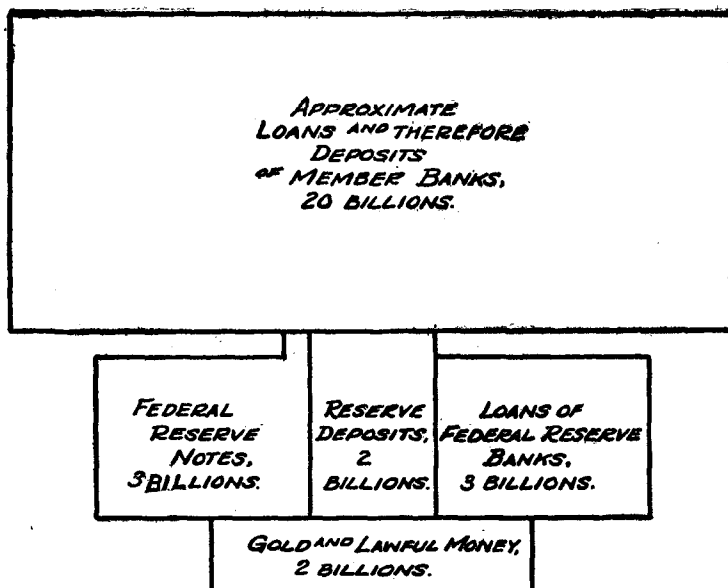 APPROXIMATE
LOANS AND THEREFORE
DEPOSITS
OF MEMBER BANKS,
20 BILLIONS.
FEDERAL
RESERVE
NOTES,
3 BILLIONS.
RESERVE
DEPOSITS,
2
BILLIONS.
LOANS OF
FEDERAL RESERVE
BANKS,
3 BILLIONS.
GOLD AND LAWFUL MONEY,
2 BILLIONS.